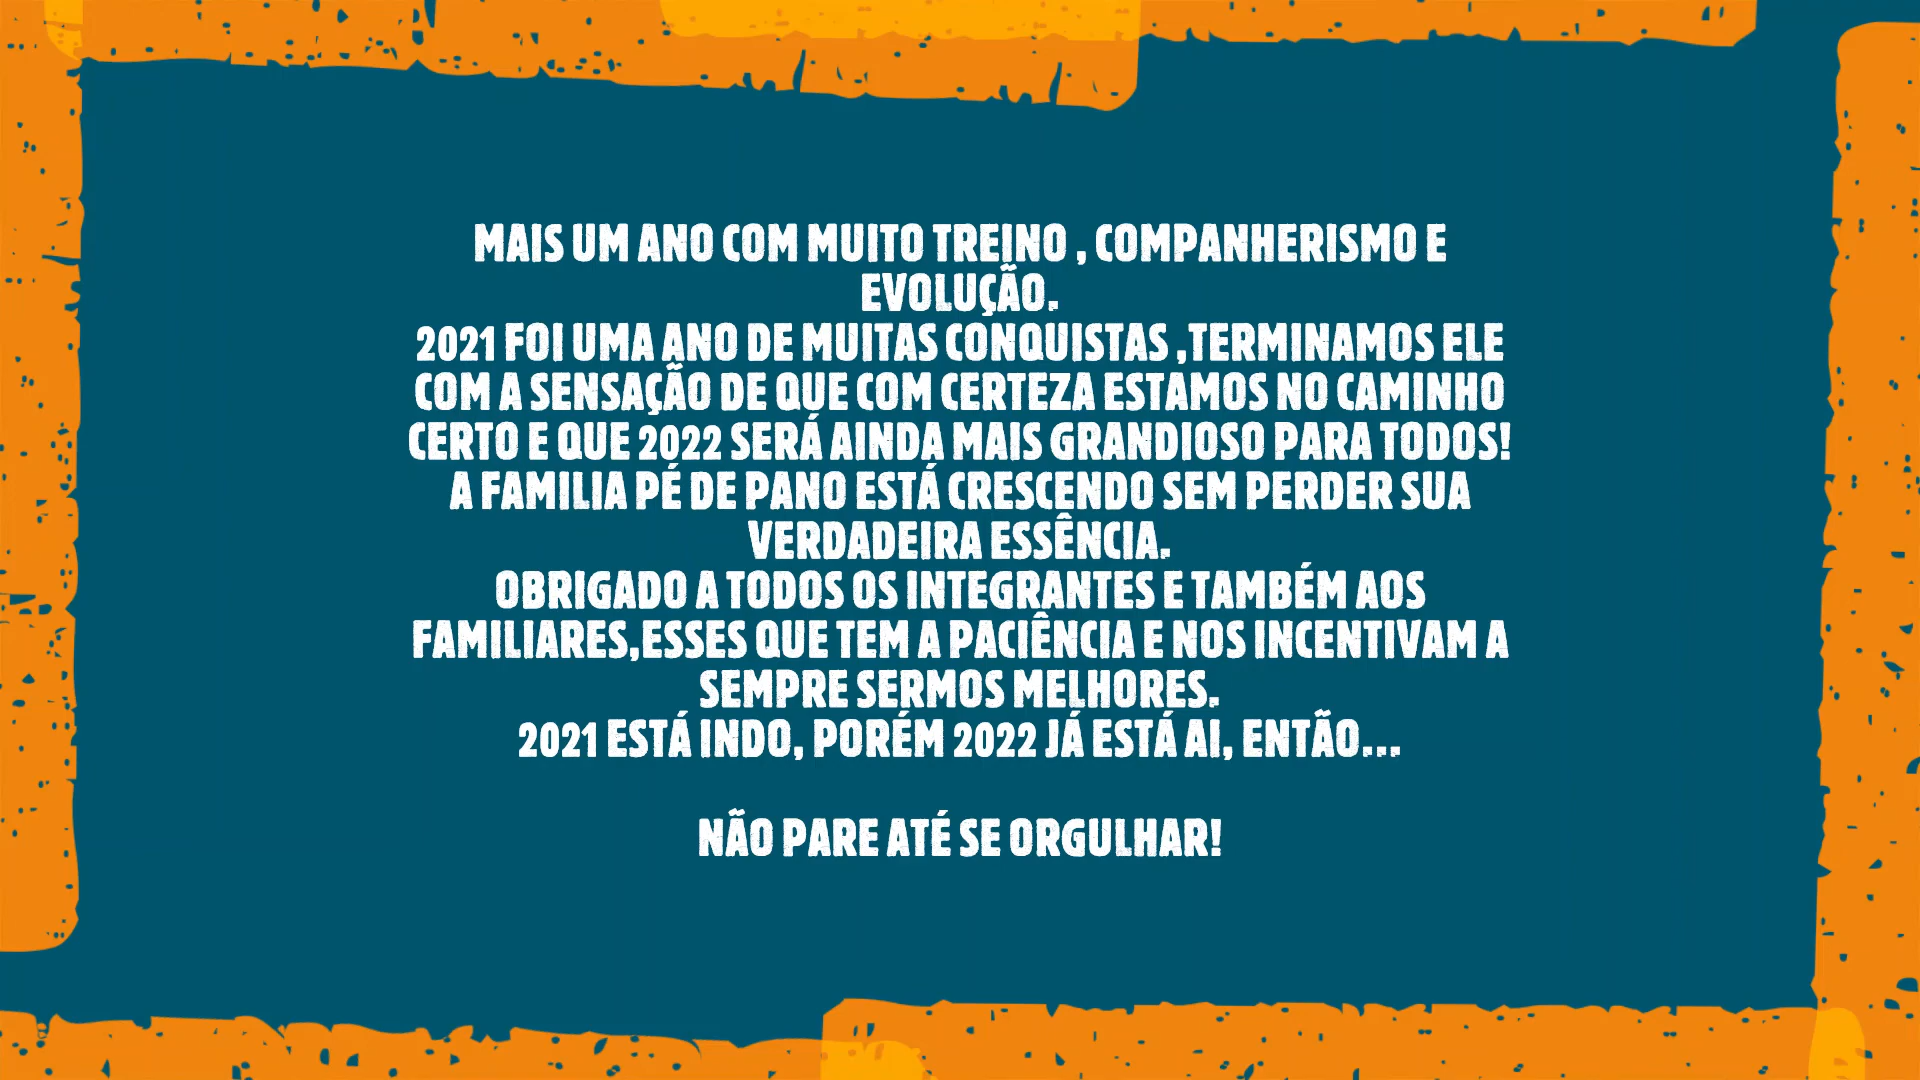 MAIS UM ANO COM MUITO TREINO , COMPANHERISMO E
EVOLUÇÃO.
2021 FOI UMA ANO DE MUITAS CONQUISTAS ,TERMINAMOS ELE
COM A SENSAÇÃO DE QUE COM CERTEZA ESTAMOS NO CAMINHO
CERTO E QUE 2022 SERÁ AINDA MAIS GRANDIOSO PARA TODOS!
A FAMILIA PÉ DE PANO ESTÁ CRESCENDO SEM PERDER SUA
VERDADEIRA ESSÊNCIA.
OBRIGADO A TODOS OS INTEGRANTES E TAMBÉM AOS
FAMILIARES,ESSES QUE TEM A PACIÊNCIA E NOS INCENTIVAM A
SEMPRE SERMOS MELHORES.
2021 ESTÁ INDO, PORÉM 2022 JÁ ESTÁ AI, ENTÃO...
NÃO PARE ATÉ SE ORGULHAR!